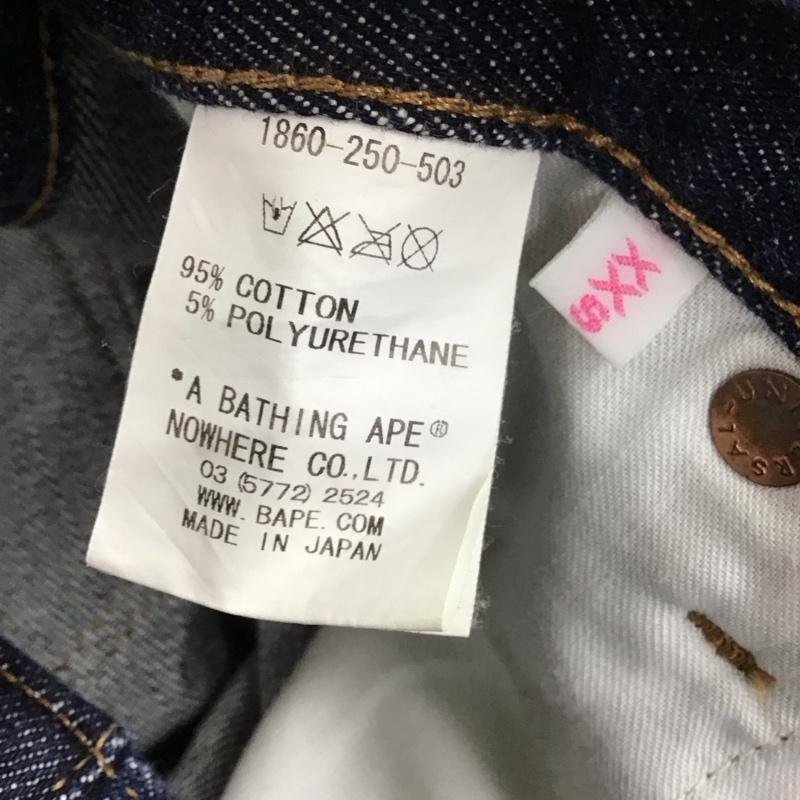 1860-250-503
95% COTTON
5% POLYURETHANE
*A BATHING APE®
NOWHERE CO.,LTD.
03 (5772) 2524
WWW. BAPE. COM
MADE IN JAPAN
XXS